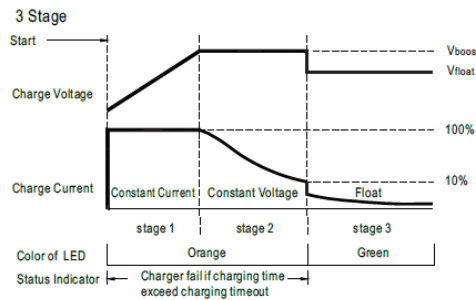 3 Stage
Start
Vboos
Vfloat
Charge Voltage
100%
10%
Charge Current
Constant Current
Constant Voltage
Float
stage 1
stage 2
stage 3
Color of LED
Orange
Green
Status Indicator
Charger fail if charging time
exceed charging timeout